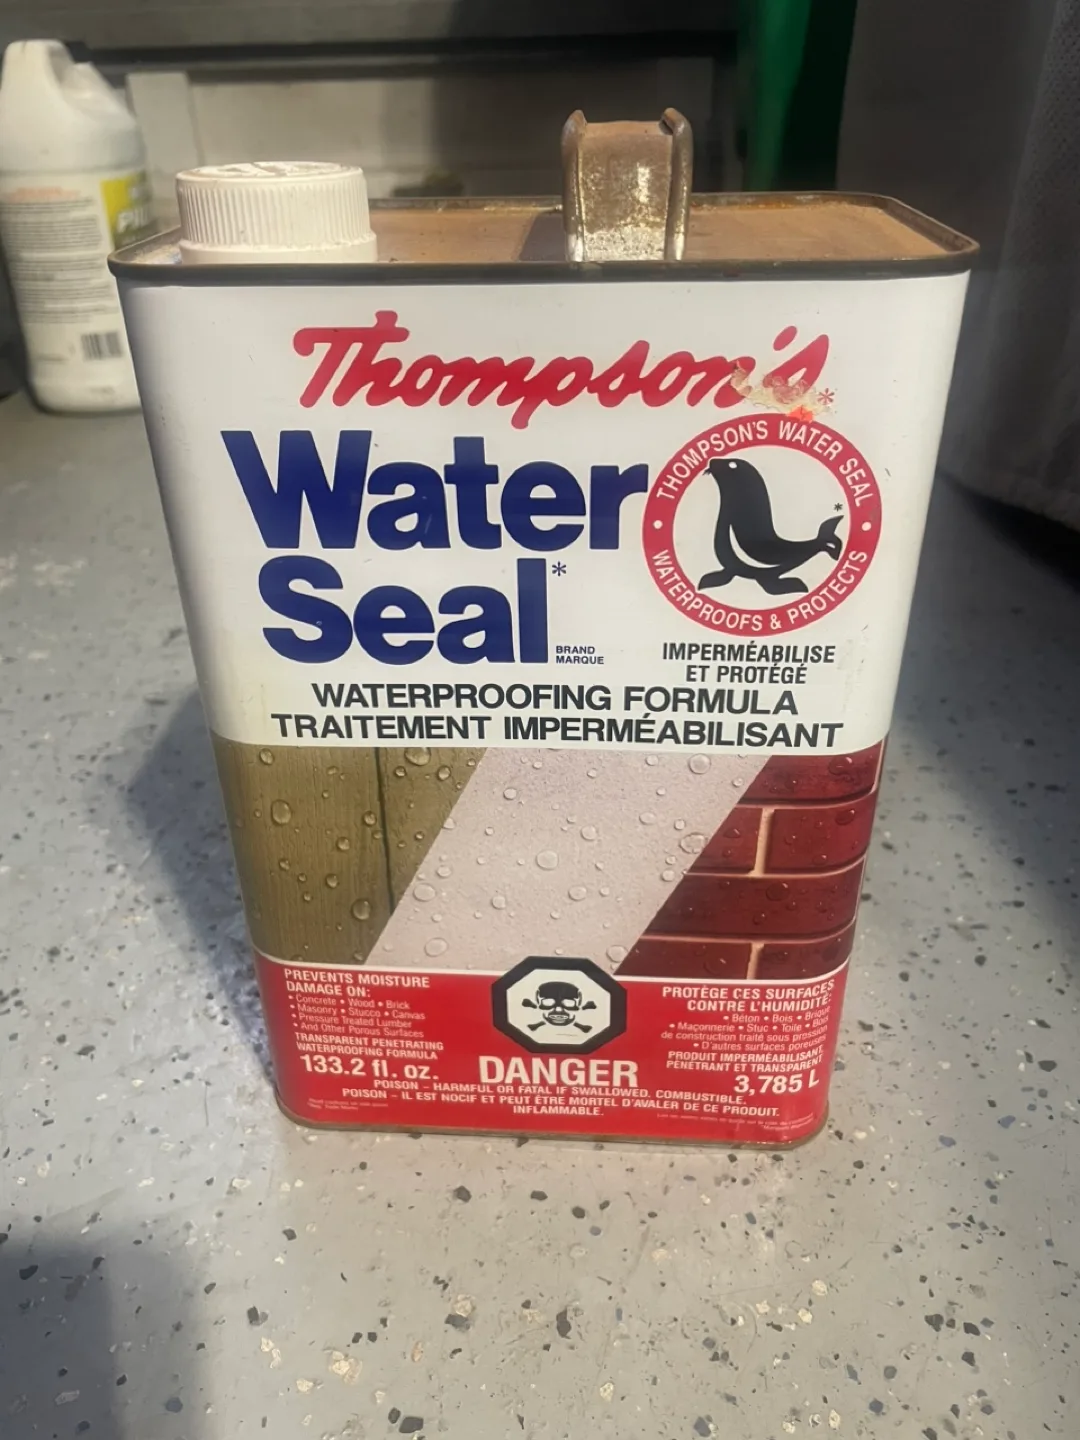 Thompson's*
Water
Seal*
BRAND
MARQUE
THOMPSON'S WATER SEAL
WATERPROOFS & PROTECTS
*
IMPERMÉABILISE
ET PROTÉGÉ
WATERPROOFING FORMULA
TRAITEMENT IMPERMÉABILISANT
PREVENTS MOISTURE
DAMAGE ON:
• Concrete • Wood • Brick
• Masonry • Stucco • Canvas
• Pressure Treated Lumber
• And Other Porous Surfaces
TRANSPARENT PENETRATING
WATERPROOFING FORMULA
133.2 fl. oz.
PROTÈGE CES SURFACES
CONTRE L'HUMIDITÉ:
• Béton • Bois • Brique
• Maçonnerie • Stuc • Toile • Bois
de construction traité sous pression
• D'autres surfaces poreuses
PRODUIT IMPERMÉABILISANT,
PÉNÉTRANT ET TRANSPARENT
3,785 L
DANGER
POISON – HARMFUL OR FATAL IF SWALLOWED. COMBUSTIBLE.
POISON – IL EST NOCIF ET PEUT ÊTRE MORTEL D'AVALER DE CE PRODUIT.
INFLAMMABLE.